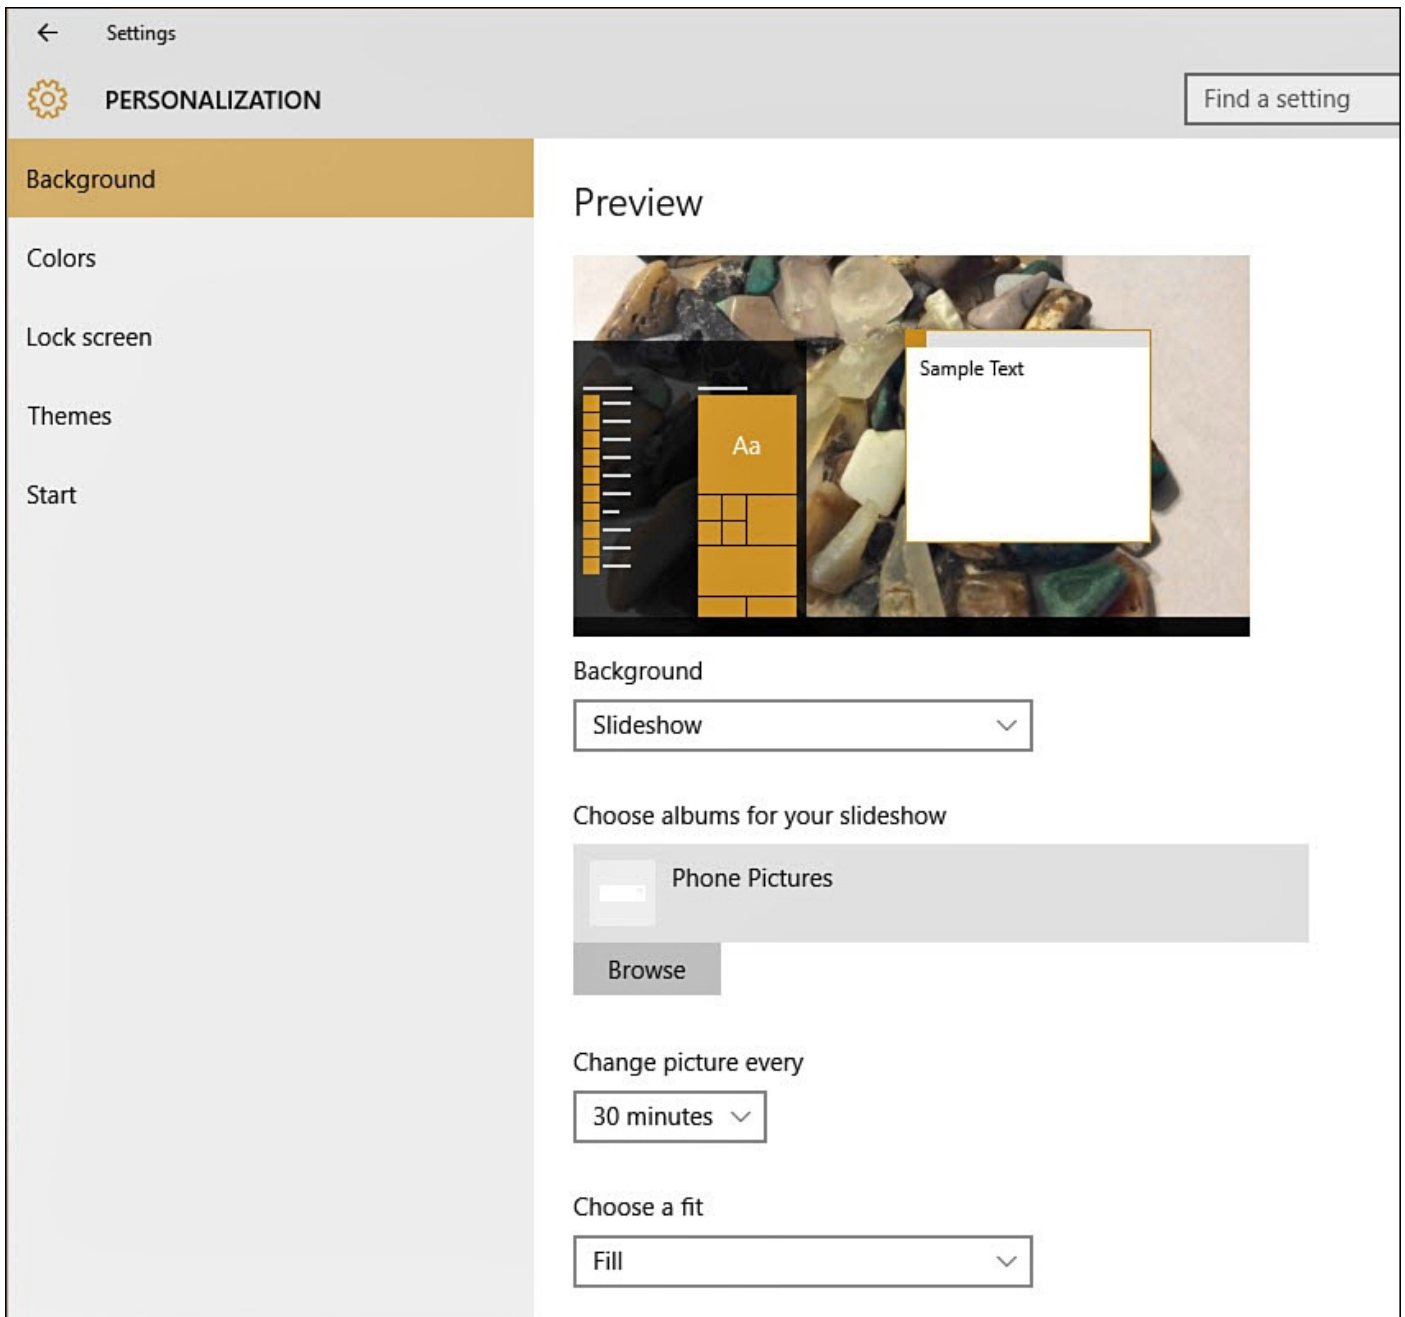 Settings
PERSONALIZATION
Find a setting
Background
Colors
Lock screen
Themes
Start
Preview
Aa
Sample Text
Background
Slideshow
Choose albums for your slideshow
Phone Pictures
Browse
Change picture every
30 minutes
Choose a fit
Fill